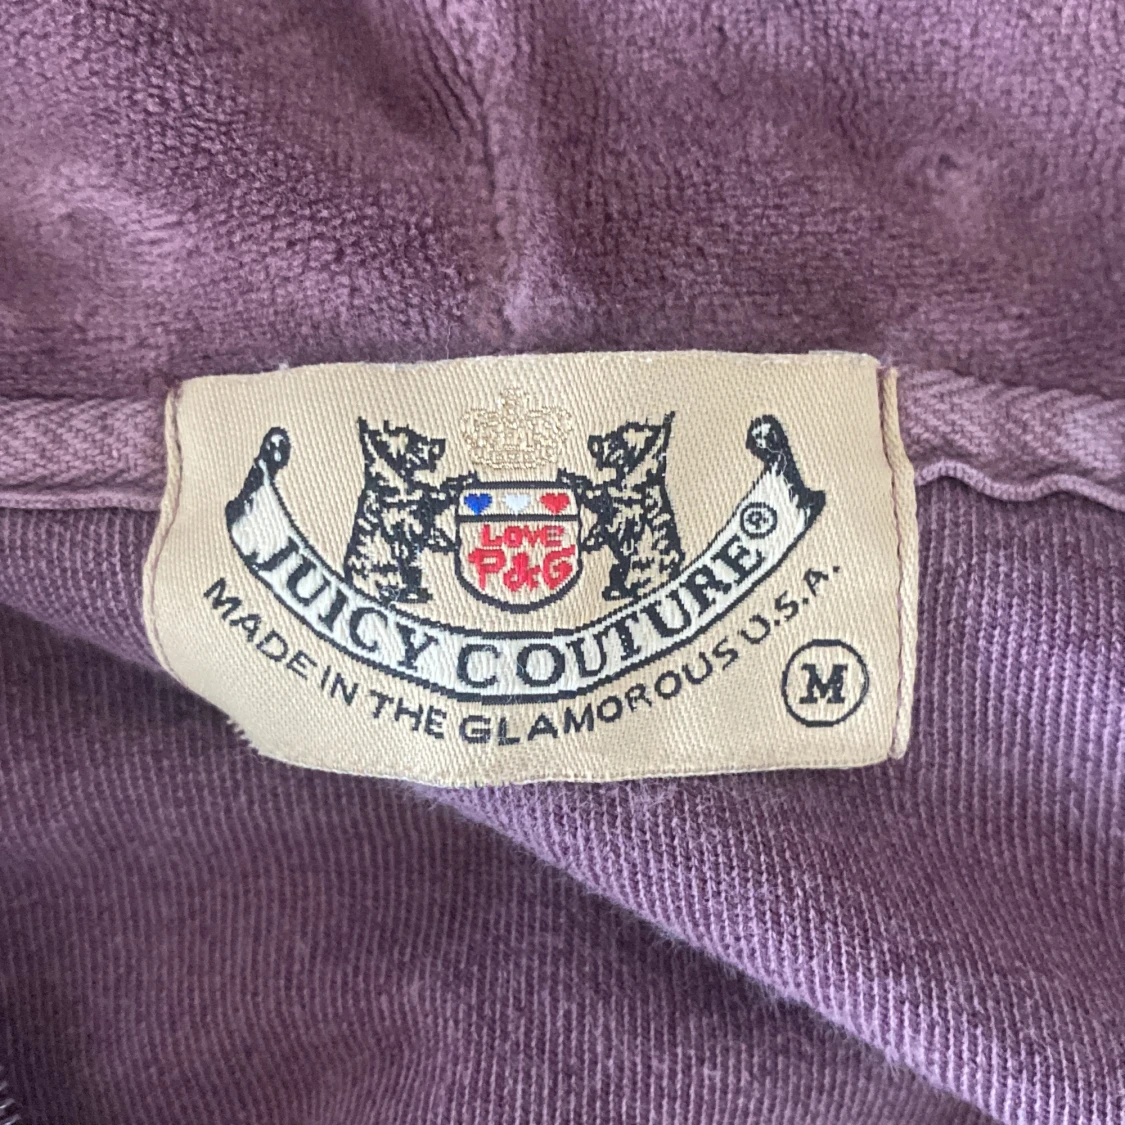 LOVE
P&G
JUICY COUTURE®
MADE IN THE GLAMOROUS U.S.A.
M